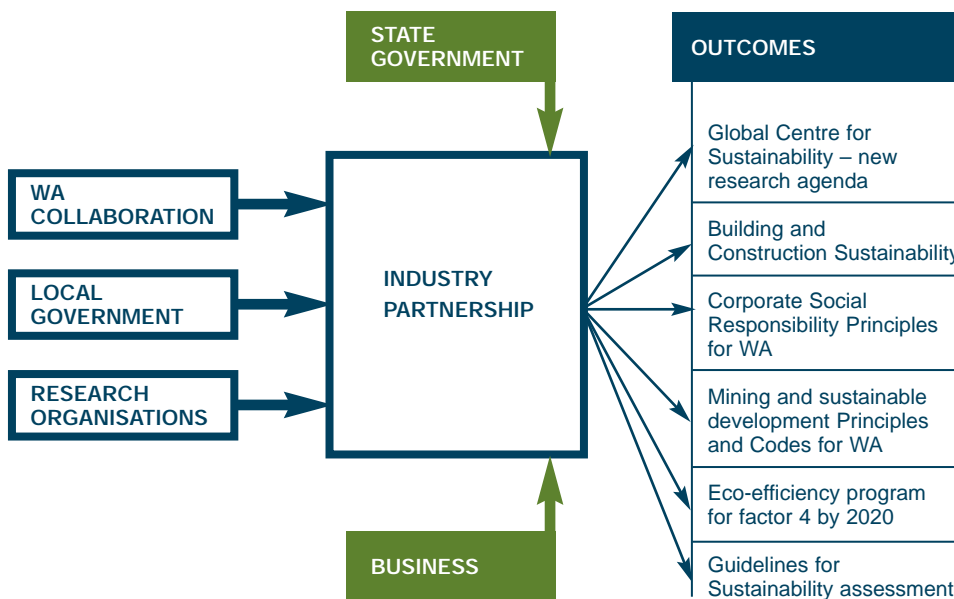 STATE
GOVERNMENT
OUTCOMES
WA
COLLABORATION
LOCAL
GOVERNMENT
RESEARCH
ORGANISATIONS
INDUSTRY
PARTNERSHIP
BUSINESS
Global Centre for
Sustainability – new
research agenda
Building and
Construction Sustainability
Corporate Social
Responsibility Principles
for WA
Mining and sustainable
development Principles
and Codes for WA
Eco-efficiency program
for factor 4 by 2020
Guidelines for
Sustainability assessment